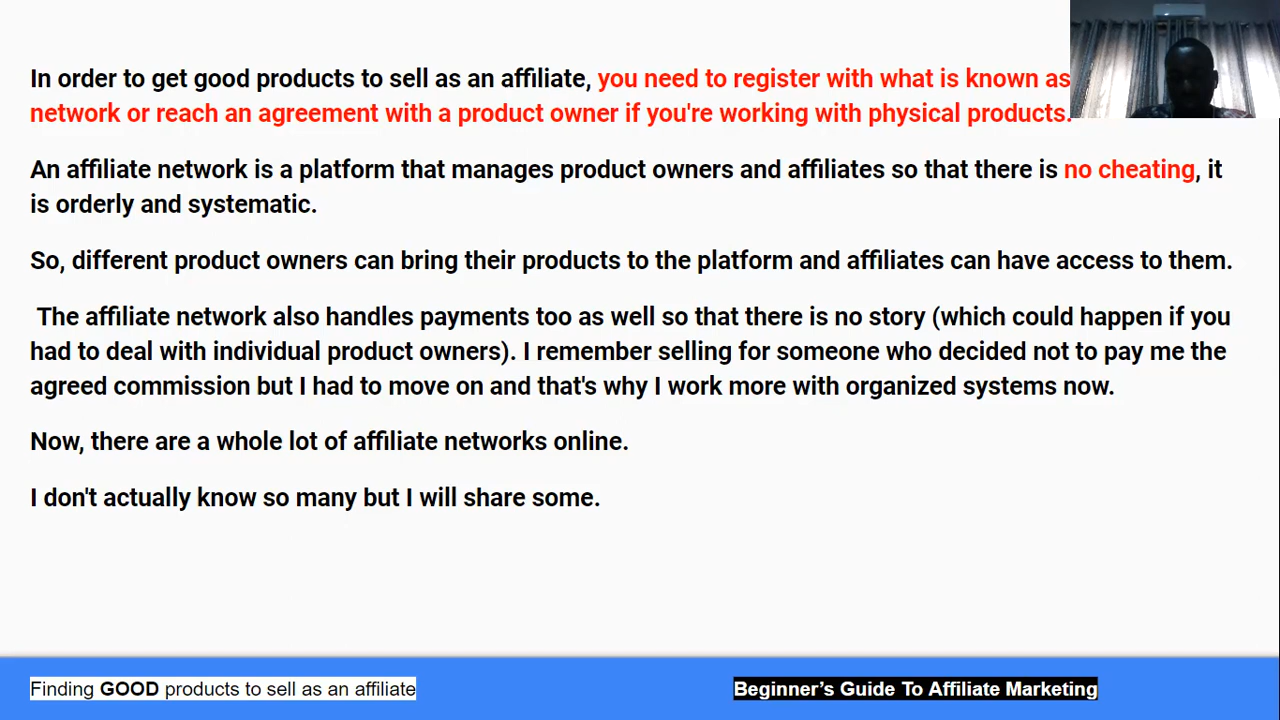 In order to get good products to sell as an affiliate, you need to register with what is known as
network or reach an agreement with a product owner if you're working with physical products.
An affiliate network is a platform that manages product owners and affiliates so that there is no cheating, it
is orderly and systematic.
So, different product owners can bring their products to the platform and affiliates can have access to them.
The affiliate network also handles payments too as well so that there is no story (which could happen if you
had to deal with individual product owners). I remember selling for someone who decided not to pay me the
agreed commission but I had to move on and that's why I work more with organized systems now.
Now, there are a whole lot of affiliate networks online.
I don't actually know so many but I will share some.
Finding GOOD products to sell as an affiliate
Beginner’s Guide To Affiliate Marketing